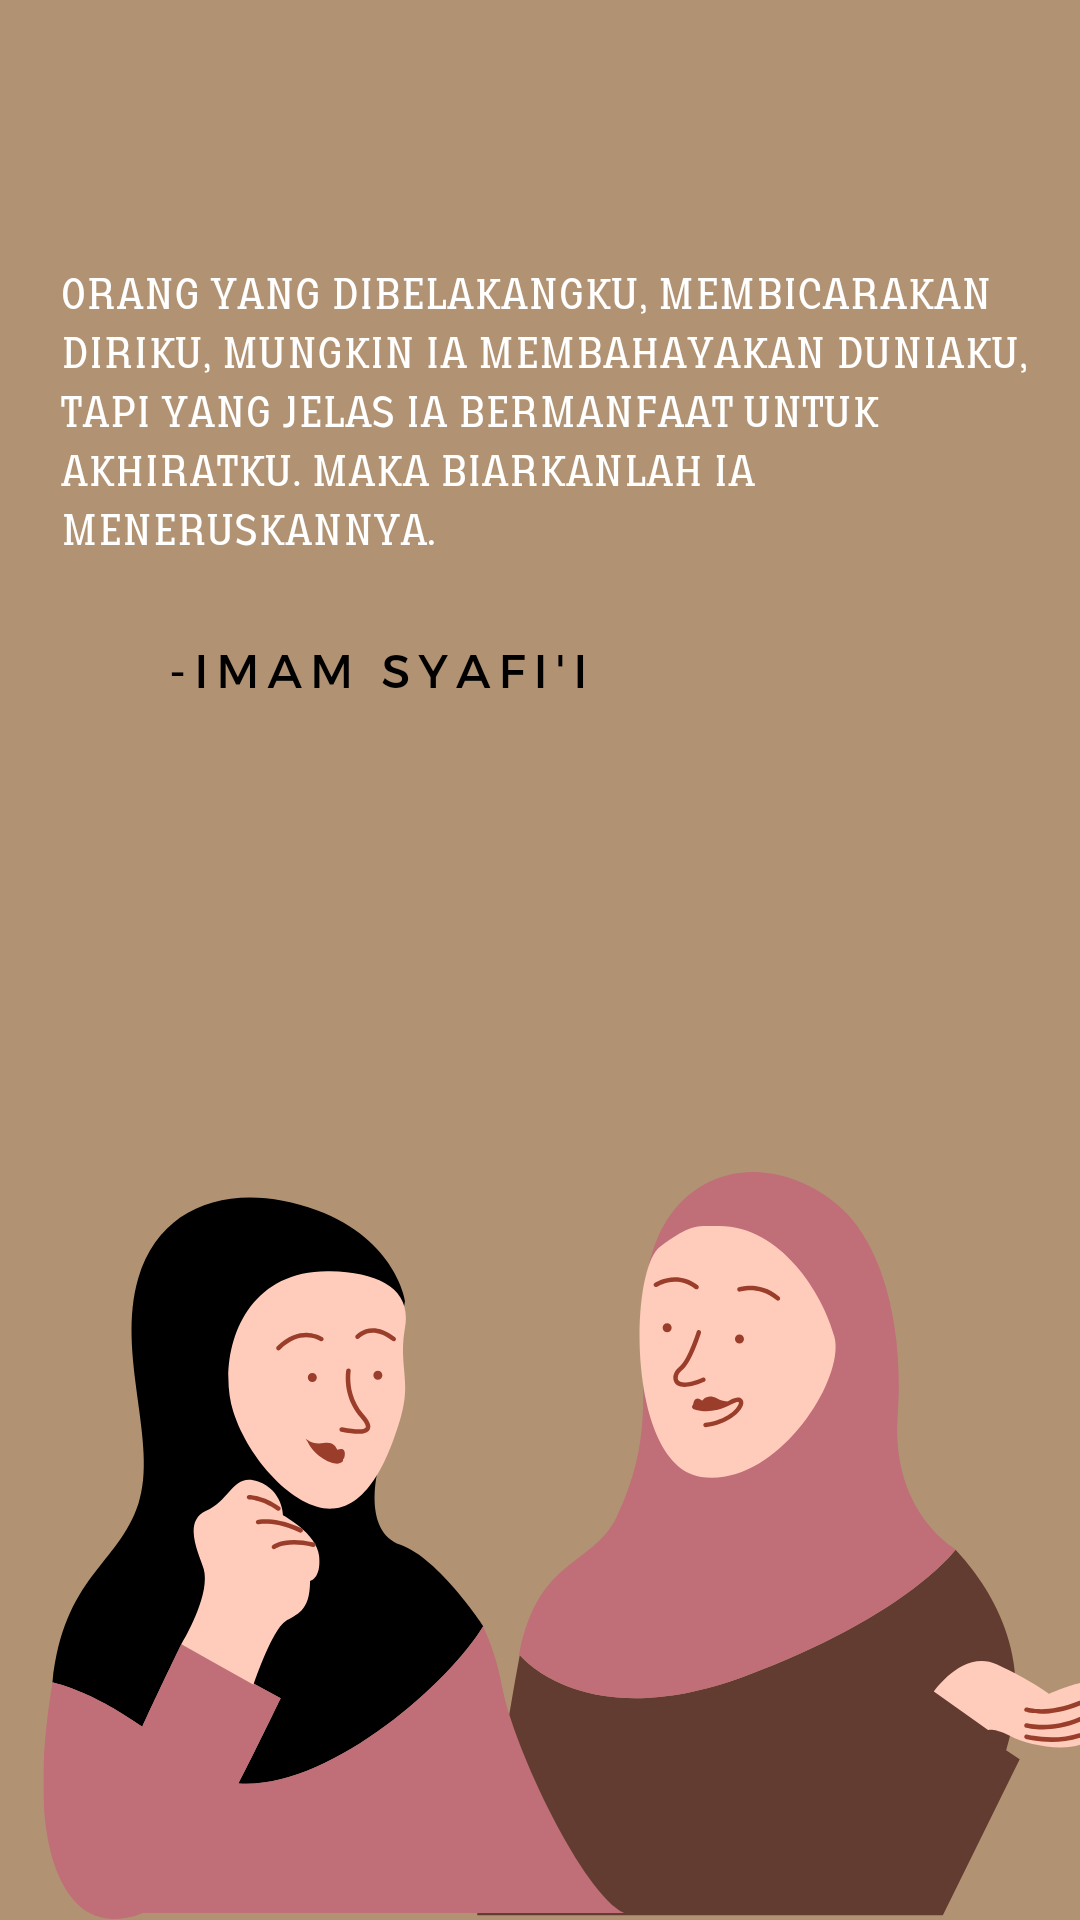 ORANG YANG DIBELAKANGKU, MEMBICARAKAN
DIRIKU, MUNGKIN IA MEMBAHAYAKAN DUNIAKU,
TAPI YANG JELAS IA BERMANFAAT UNTUK
AKHIRATKU. MAKA BIARKANLAH IA
MENERUSKANNYA.
-IMAM SYAFI'I